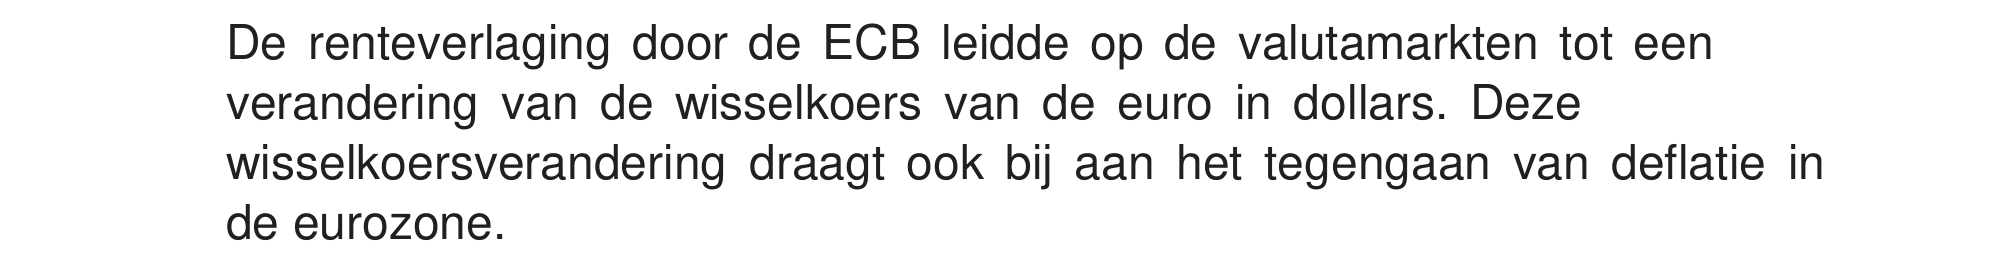 De renteverlaging door de ECB leidde op de valutamarkten tot een
verandering van de wisselkoers van de euro in dollars. Deze
wisselkoersverandering draagt ook bij aan het tegengaan van deflatie in
de eurozone.